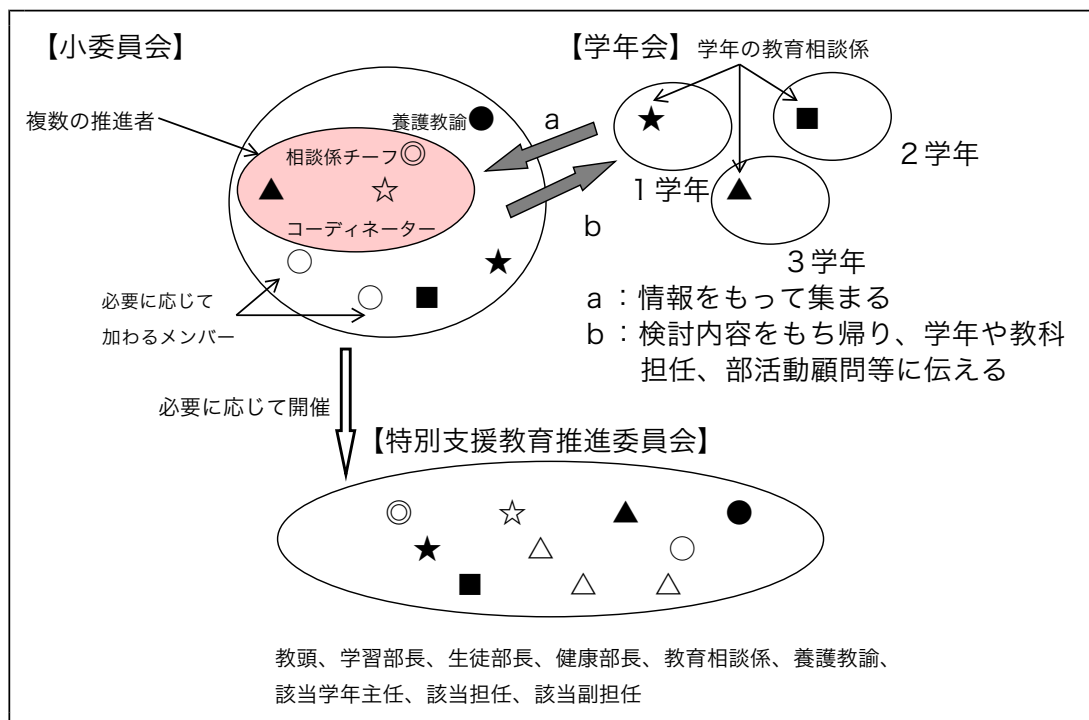 【小委員会】
【学年会】学年の教育相談係
複数の推進者
養護教諭
a
相談係チーフ
コーディネーター
b
1学年
2学年
3学年
必要に応じて
加わるメンバー
a：情報をもって集まる
b：検討内容をもち帰り、学年や教科
担任、部活動顧問等に伝える
必要に応じて開催
【特別支援教育推進委員会】
教頭、学習部長、生徒部長、健康部長、教育相談係、養護教諭、
該当学年主任、該当担任、該当副担任